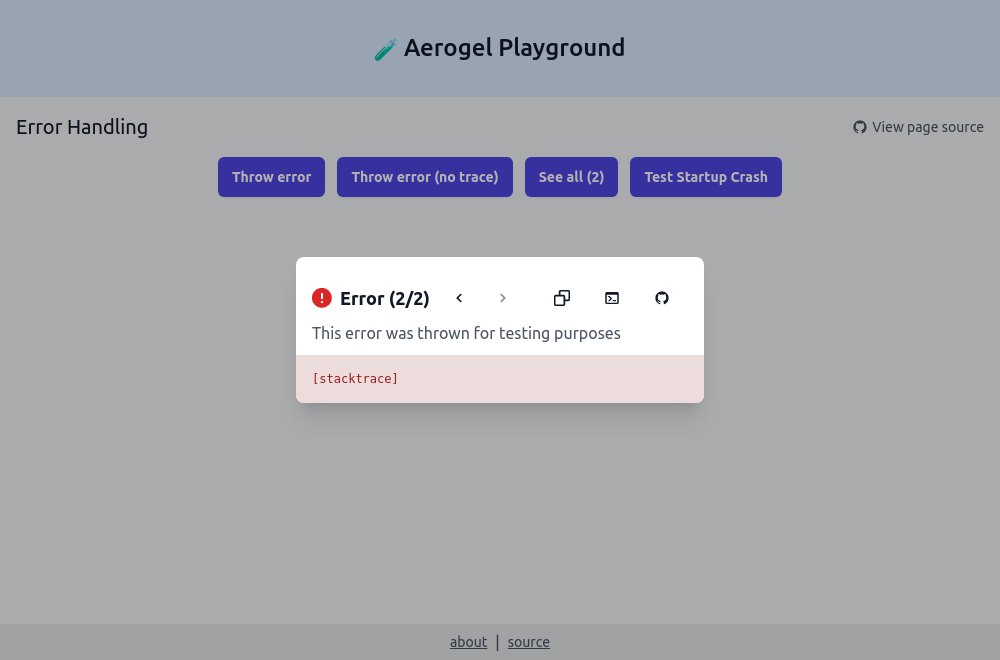 Aerogel Playground
Error Handling
View page source
Throw error
Throw error (no trace)
See all (2)
Test Startup Crash
Error (2/2)
This error was thrown for testing purposes
[stacktrace]
about | source